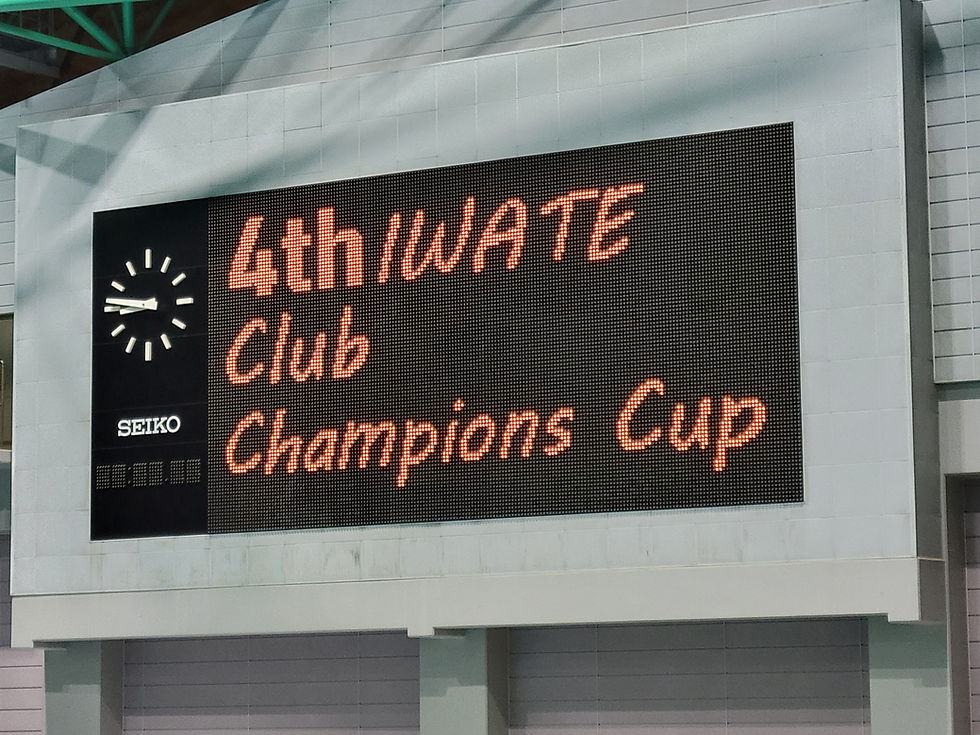 4th IWATE
Club
Champions Cup
SEIKO